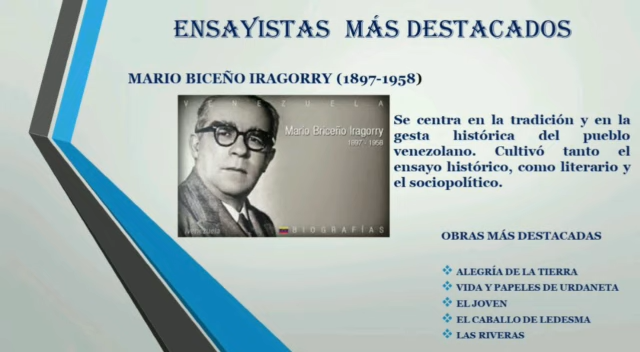 ENSAYISTAS MÁS DESTACADOS
MARIO BICEÑO IRAGORRY (1897-1958)
VENEZUELA
Mario Briceño Iragorry
1897 - 1958
BIOGRAFÍAS
Se centra en la tradición y en la
gesta histórica del pueblo
venezolano. Cultivó tanto el
ensayo histórico, como literario y
el sociopolítico.
OBRAS MÁS DESTACADAS
ALEGRÍA DE LA TIERRA
VIDA Y PAPELES DE URDANETA
EL JOVEN
EL CABALLO DE LEDESMA
LAS RIVERAS